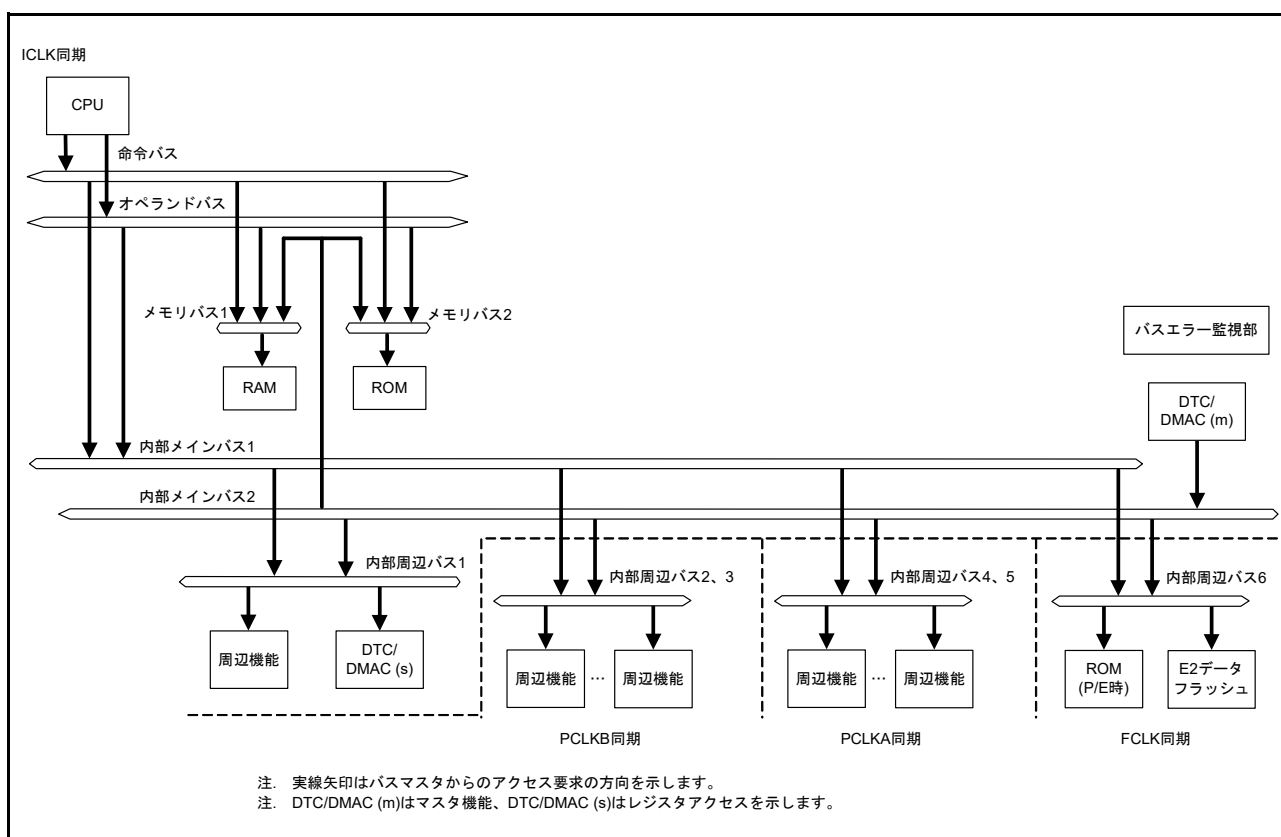 ICLK同期
CPU
命令バス
オペランドバス
メモリバス1
メモリバス2
バスエラー監視部
RAM
ROM
DTC/
DMAC (m)
内部メインバス1
内部メインバス2
内部周辺バス1
内部周辺バス2、3
内部周辺バス4、5
内部周辺バス6
周辺機能
DTC/
DMAC (s)
周辺機能 … 周辺機能
周辺機能 … 周辺機能
ROM
(P/E時)
E2データ
フラッシュ
PCLKB同期
PCLKA同期
FCLK同期
注. 実線矢印はバスマスタからのアクセス要求の方向を示します。
注. DTC/DMAC (m)はマスタ機能、DTC/DMAC (s)はレジスタアクセスを示します。